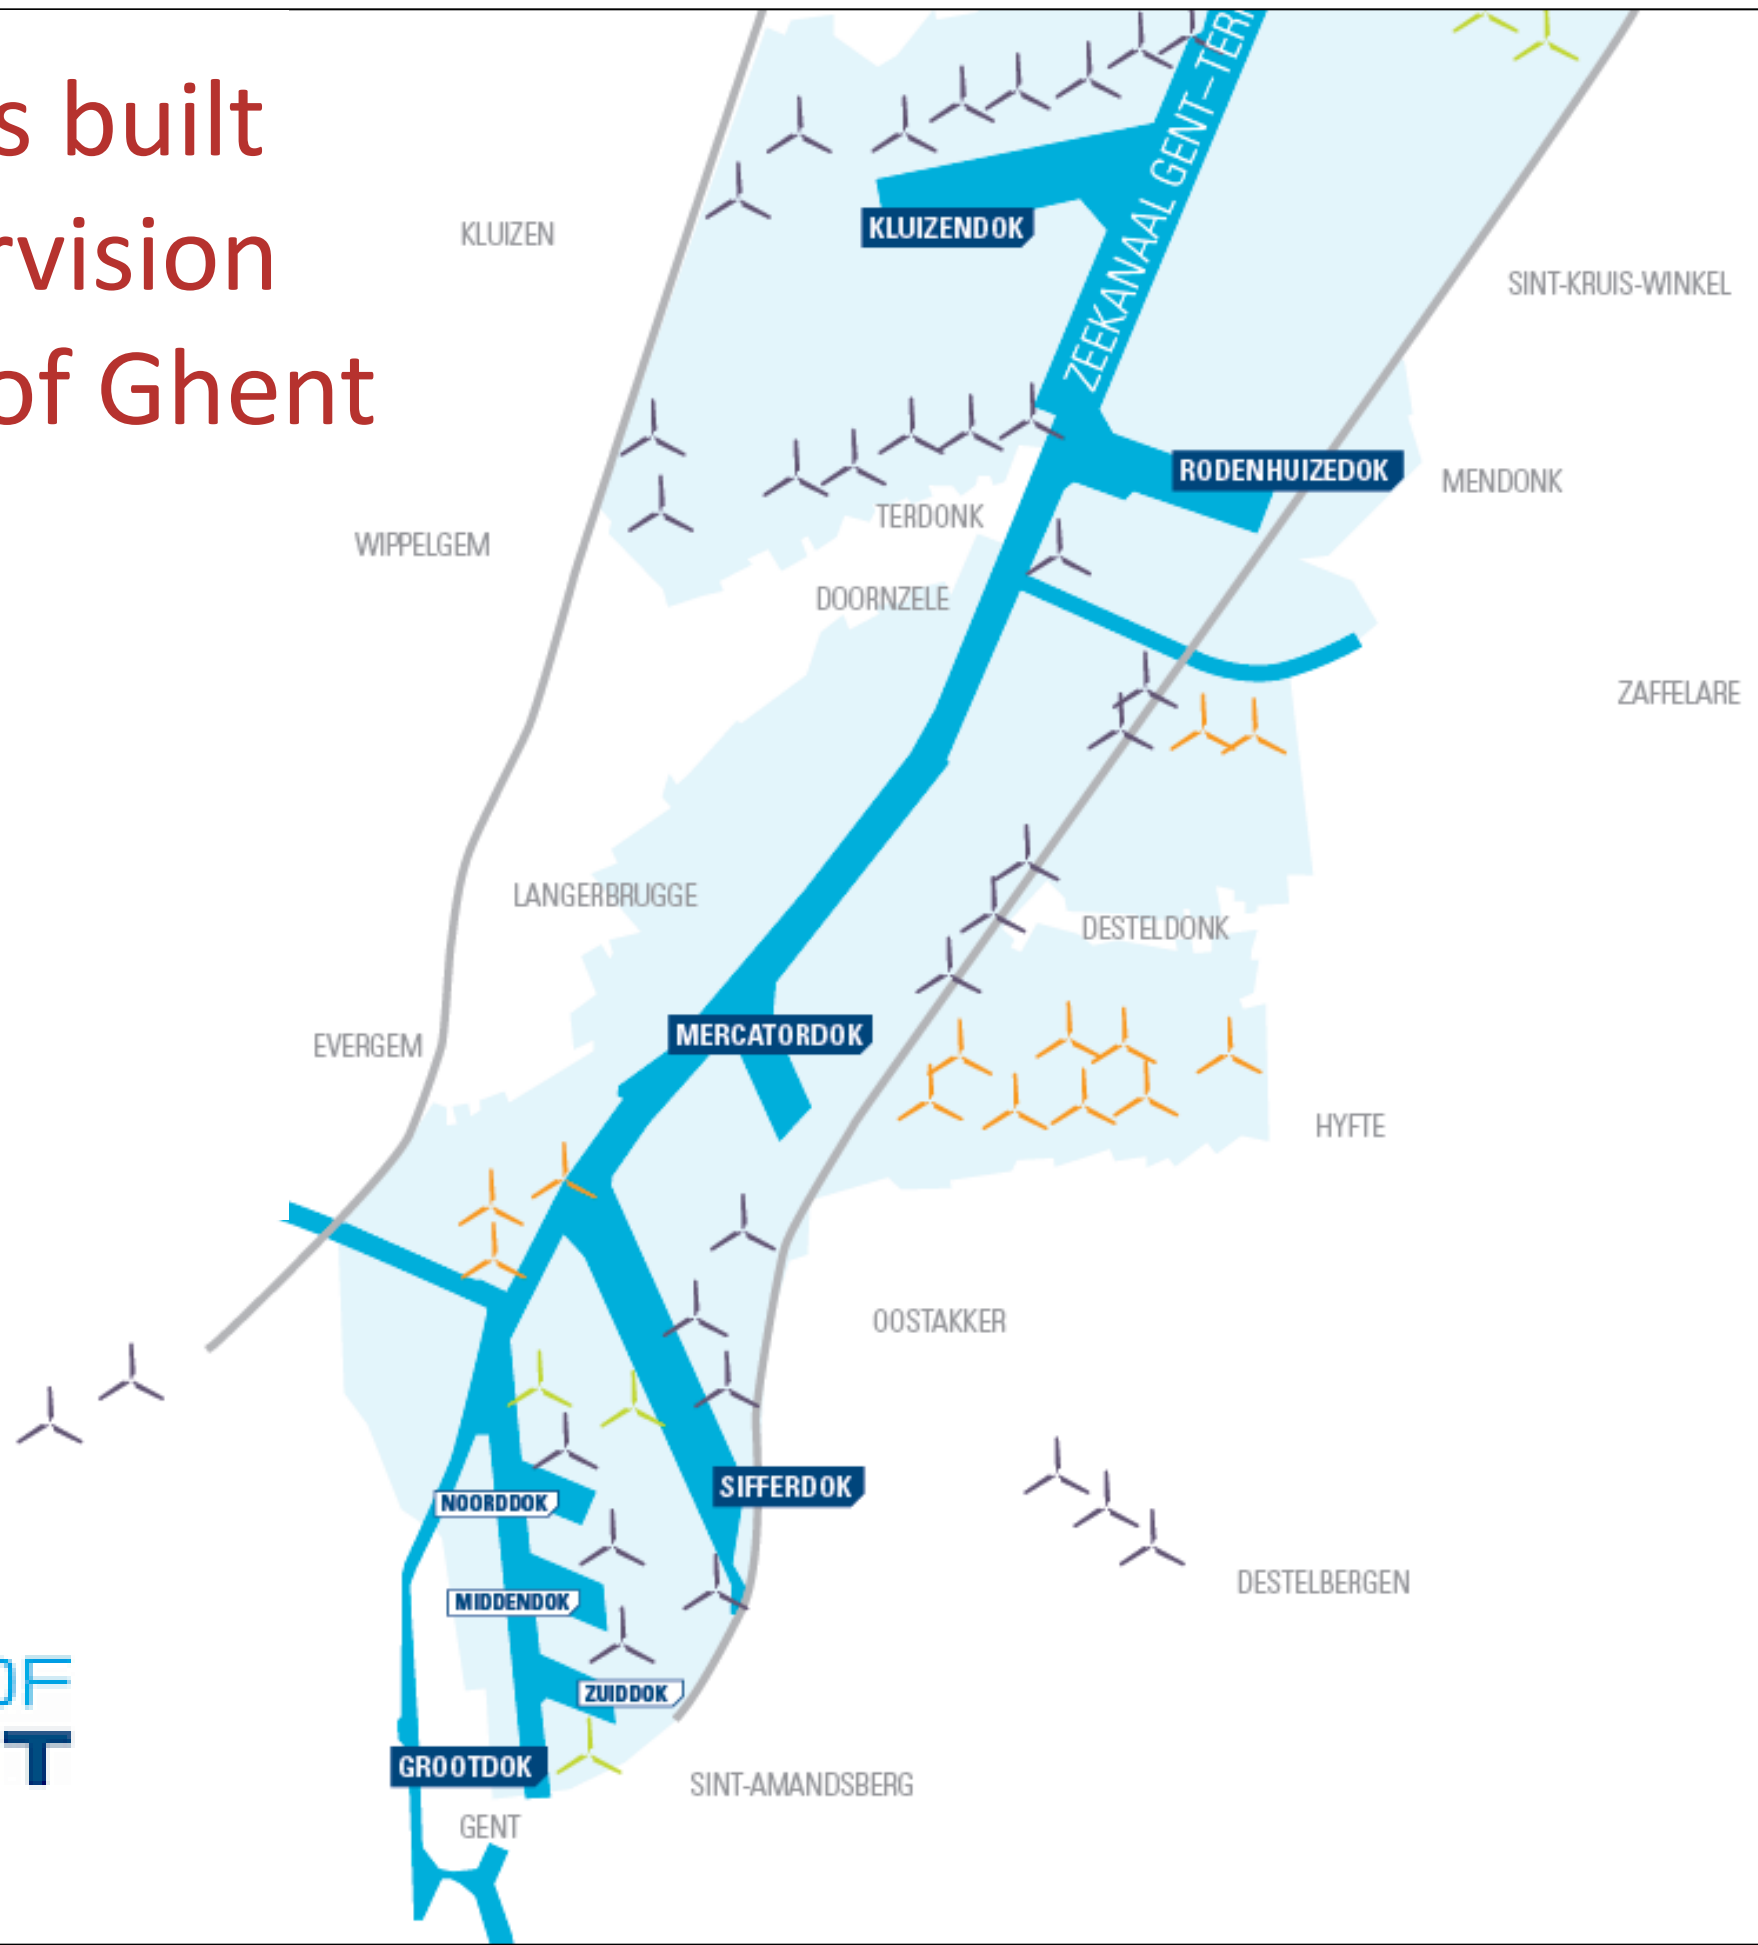 s built
rvision
of Ghent
ZEEKANAAL GENT–TER
KLUIZEN
KLUIZENDOK
SINT-KRUIS-WINKEL
RODENHUIZEDOK
MENDONK
TERDONK
WIPPELGEM
DOORNZELE
ZAFFELARE
LANGERBRUGGE
DESTELDONK
MERCATORDOK
EVERGEM
HYFTE
OOSTAKKER
SIFFERDOK
NOORDDOK
DESTELBERGEN
MIDDENDOK
OF
ZUIDDOK
T
GROOTDOK
SINT-AMANDSBERG
GENT